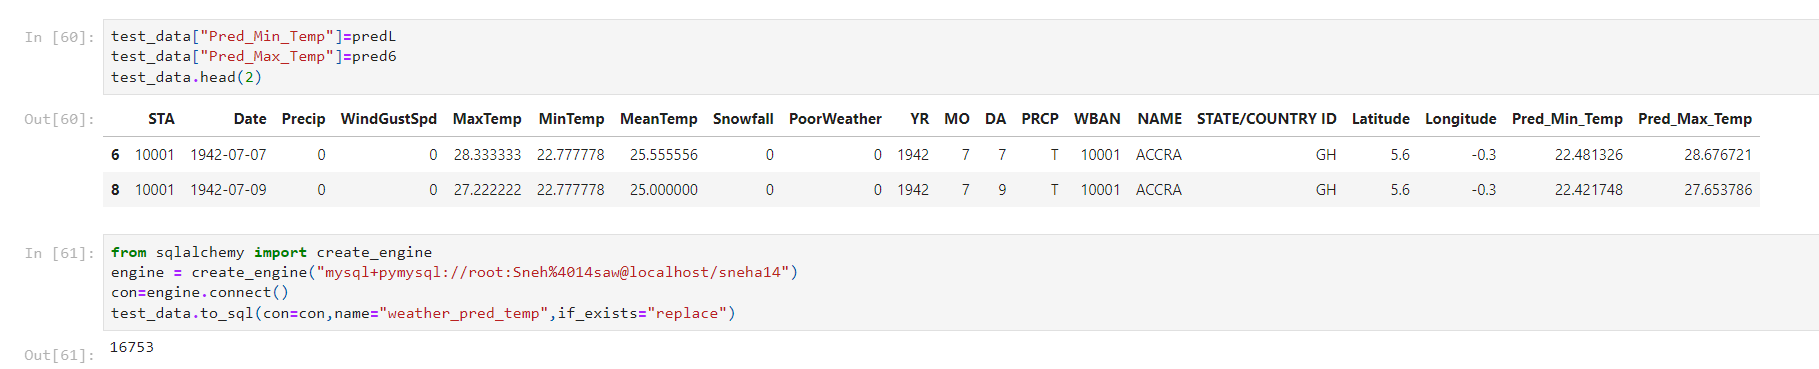 In [60]: test_data["Pred_Min_Temp"]=predL
test_data["Pred_Max_Temp"]=pred6
test_data.head(2)
Out[60]: STA Date Precip WindGustSpd MaxTemp MinTemp MeanTemp Snowfall PoorWeather YR MO DA PRCP WBAN NAME STATE/COUNTRY ID Latitude Longitude Pred_Min_Temp Pred_Max_Temp
6 10001 1942-07-07 0 0 28.333333 22.777778 25.555556 0 0 1942 7 7 T 10001 ACCRA GH 5.6 -0.3 22.481326 28.676721
8 10001 1942-07-09 0 0 27.222222 22.777778 25.000000 0 0 1942 7 9 T 10001 ACCRA GH 5.6 -0.3 22.421748 27.653786
In [61]: from sqlalchemy import create_engine
engine = create_engine("mysql+pymysql://root:Sneh%4014saw@localhost/sneha14")
con=engine.connect()
test_data.to_sql(con=con,name="weather_pred_temp",if_exists="replace")
Out[61]: 16753